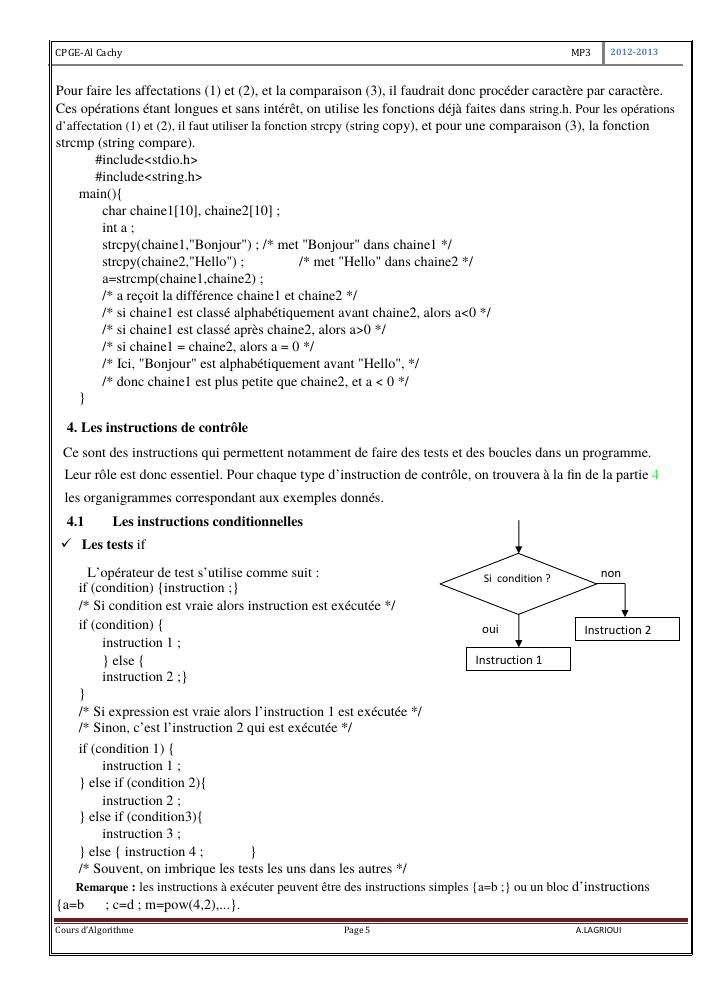 CPGE-Al Cachy MP3 2012-2013
Pour faire les affectations (1) et (2), et la comparaison (3), il faudrait donc procéder caractère par caractère.
Ces opérations étant longues et sans intérêt, on utilise les fonctions déjà faites dans string.h. Pour les opérations
d’affectation (1) et (2), il faut utiliser la fonction strcpy (string copy), et pour une comparaison (3), la fonction
strcmp (string compare).
#include<stdio.h>
#include<string.h>
main(){
char chaine1[10], chaine2[10] ;
int a ;
strcpy(chaine1,"Bonjour") ; /* met "Bonjour" dans chaine1 */
strcpy(chaine2,"Hello") ; /* met "Hello" dans chaine2 */
a=strcmp(chaine1,chaine2) ;
/* a reçoit la différence chaine1 et chaine2 */
/* si chaine1 est classé alphabétiquement avant chaine2, alors a<0 */
/* si chaine1 est classé après chaine2, alors a>0 */
/* si chaine1 = chaine2, alors a = 0 */
/* Ici, "Bonjour" est alphabétiquement avant "Hello", */
/* donc chaine1 est plus petite que chaine2, et a < 0 */
}
4. Les instructions de contrôle
Ce sont des instructions qui permettent notamment de faire des tests et des boucles dans un programme.
Leur rôle est donc essentiel. Pour chaque type d’instruction de contrôle, on trouvera à la fin de la partie 4
les organigrammes correspondant aux exemples donnés.
4.1 Les instructions conditionnelles
✓ Les tests if
L’opérateur de test s’utilise comme suit :
if (condition) {instruction ;}
/* Si condition est vraie alors instruction est exécutée */
if (condition) {
instruction 1 ;
} else {
instruction 2 ;}
}
/* Si expression est vraie alors l’instruction 1 est exécutée */
/* Sinon, c’est l’instruction 2 qui est exécutée */
if (condition 1) {
instruction 1 ;
} else if (condition 2){
instruction 2 ;
} else if (condition3){
instruction 3 ;
} else { instruction 4 ; }
/* Souvent, on imbrique les tests les uns dans les autres */
Si condition ?
non
oui
Instruction 2
Instruction 1
Remarque : les instructions à exécuter peuvent être des instructions simples {a=b ;} ou un bloc d’instructions
{a=b ; c=d ; m=pow(4,2),...}.
Cours d’Algorithme Page 5 A.LAGRIOUI